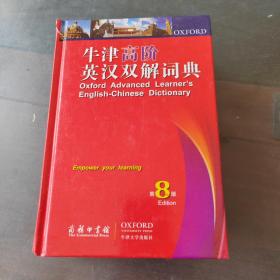 OXFORD
牛津高阶
英汉双解词典
Oxford Advanced Learner's
English-Chinese Dictionary
Empower your learning
第8版
Edition
商务印书馆
The Commercial Press
OXFORD
UNIVERSITY PRESS
牛津大学出版社